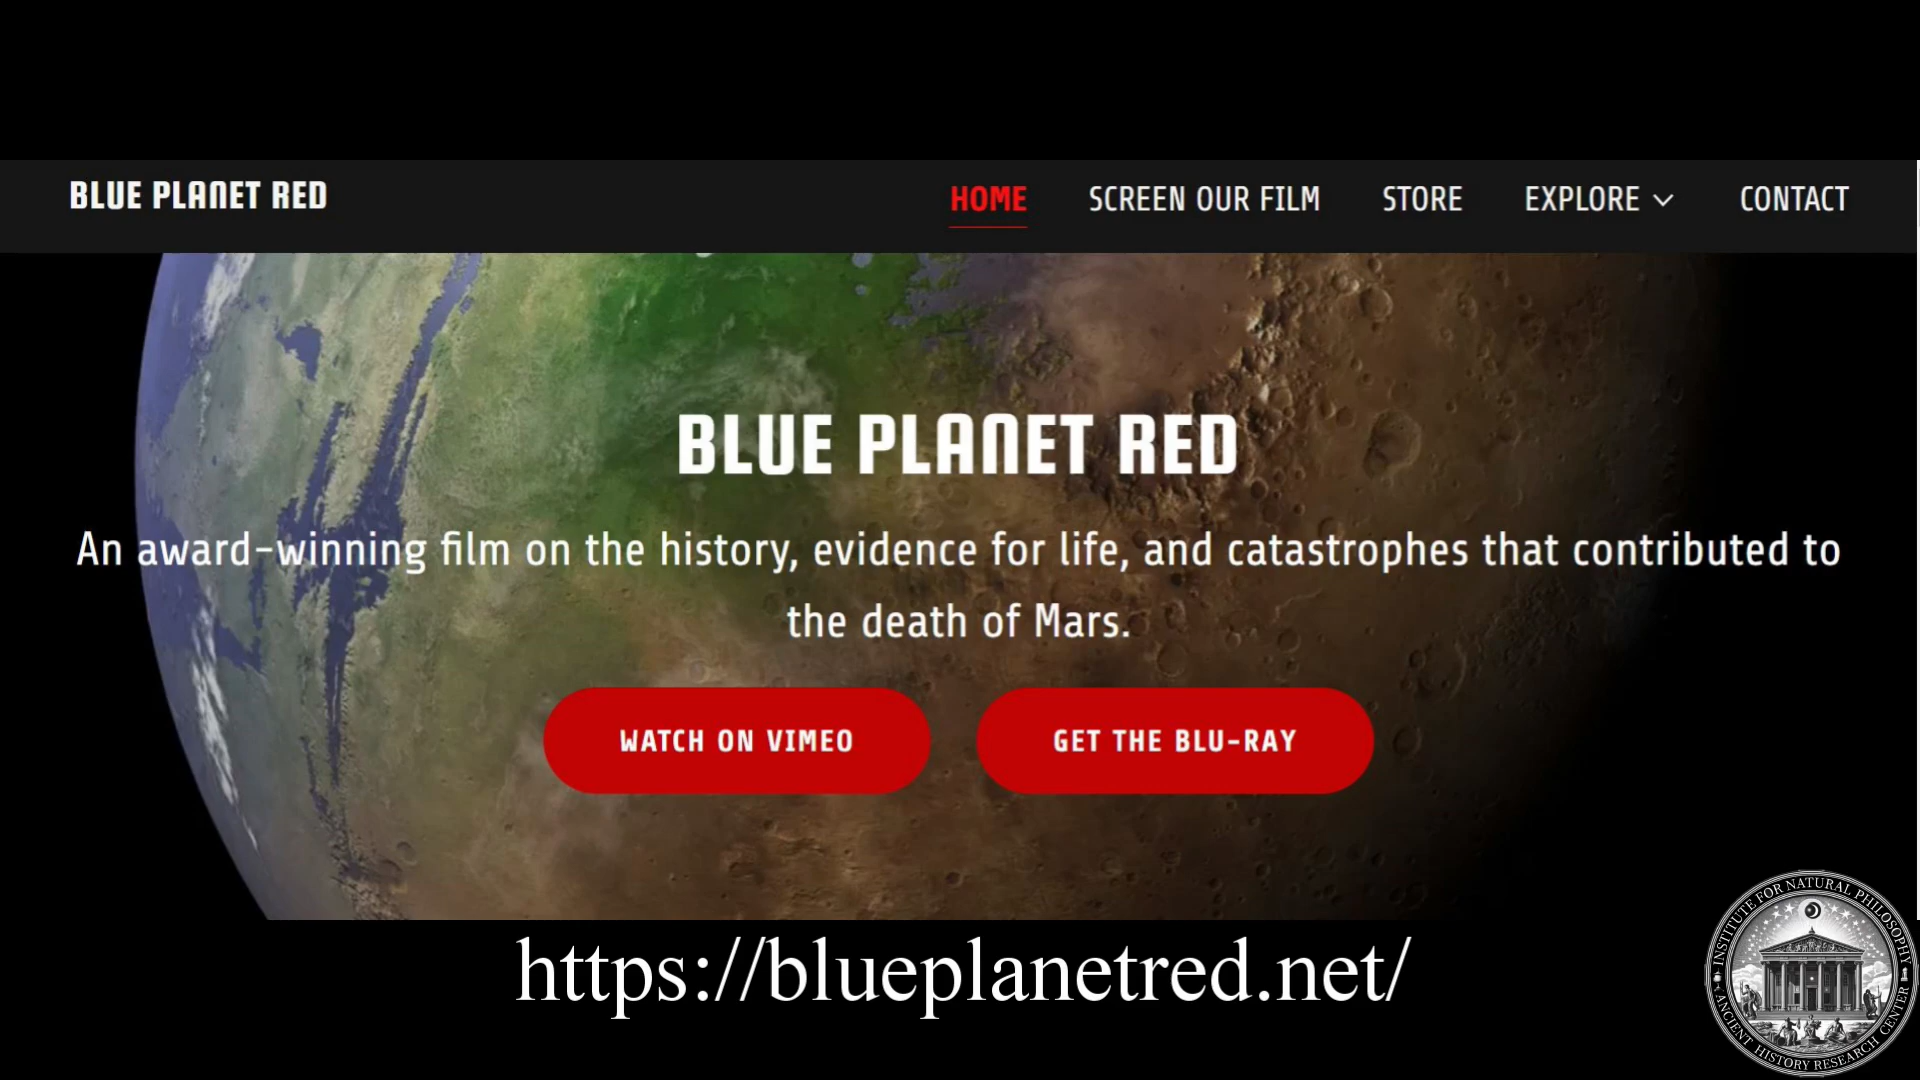 BLUE PLANET RED
HOME
SCREEN OUR FILM
STORE
EXPLORE
CONTACT
BLUE PLANET RED
An award-winning film on the history, evidence for life, and catastrophes that contributed to
the death of Mars.
WATCH ON VIMEO
GET THE BLU-RAY
https://blueplanetred.net/
INSTITUTE FOR NATURAL PHILOSOPHY
ANCIENT HISTORY RESEARCH CENTER